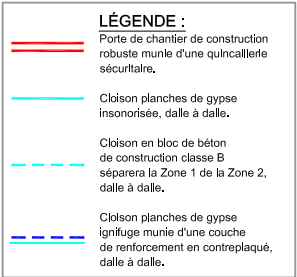 LÉGENDE :
Porte de chantier de construction
robuste munie d'une quincaillerie
sécuritaire.
Cloison planches de gypse
insonorisée, dalle à dalle.
Cloison en bloc de béton
de construction classe B
séparera la Zone 1 de la Zone 2,
dalle à dalle.
Cloison planches de gypse
ignifuge munie d'une couche
de renforcement en contreplaqué,
dalle à dalle.